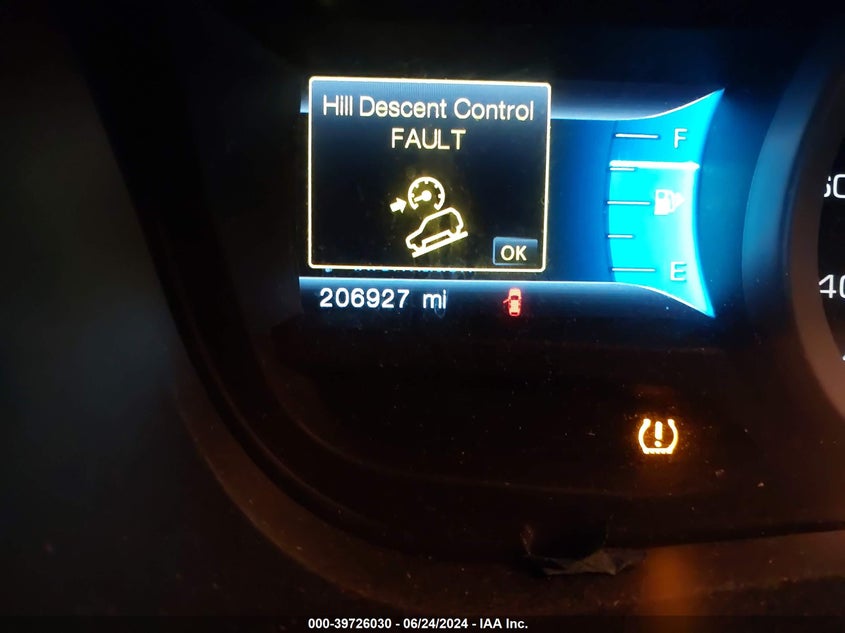 Hill Descent Control
FAULT
OK
F
E
206927 mi
000-39726030 - 06/24/2024 - IAA Inc.